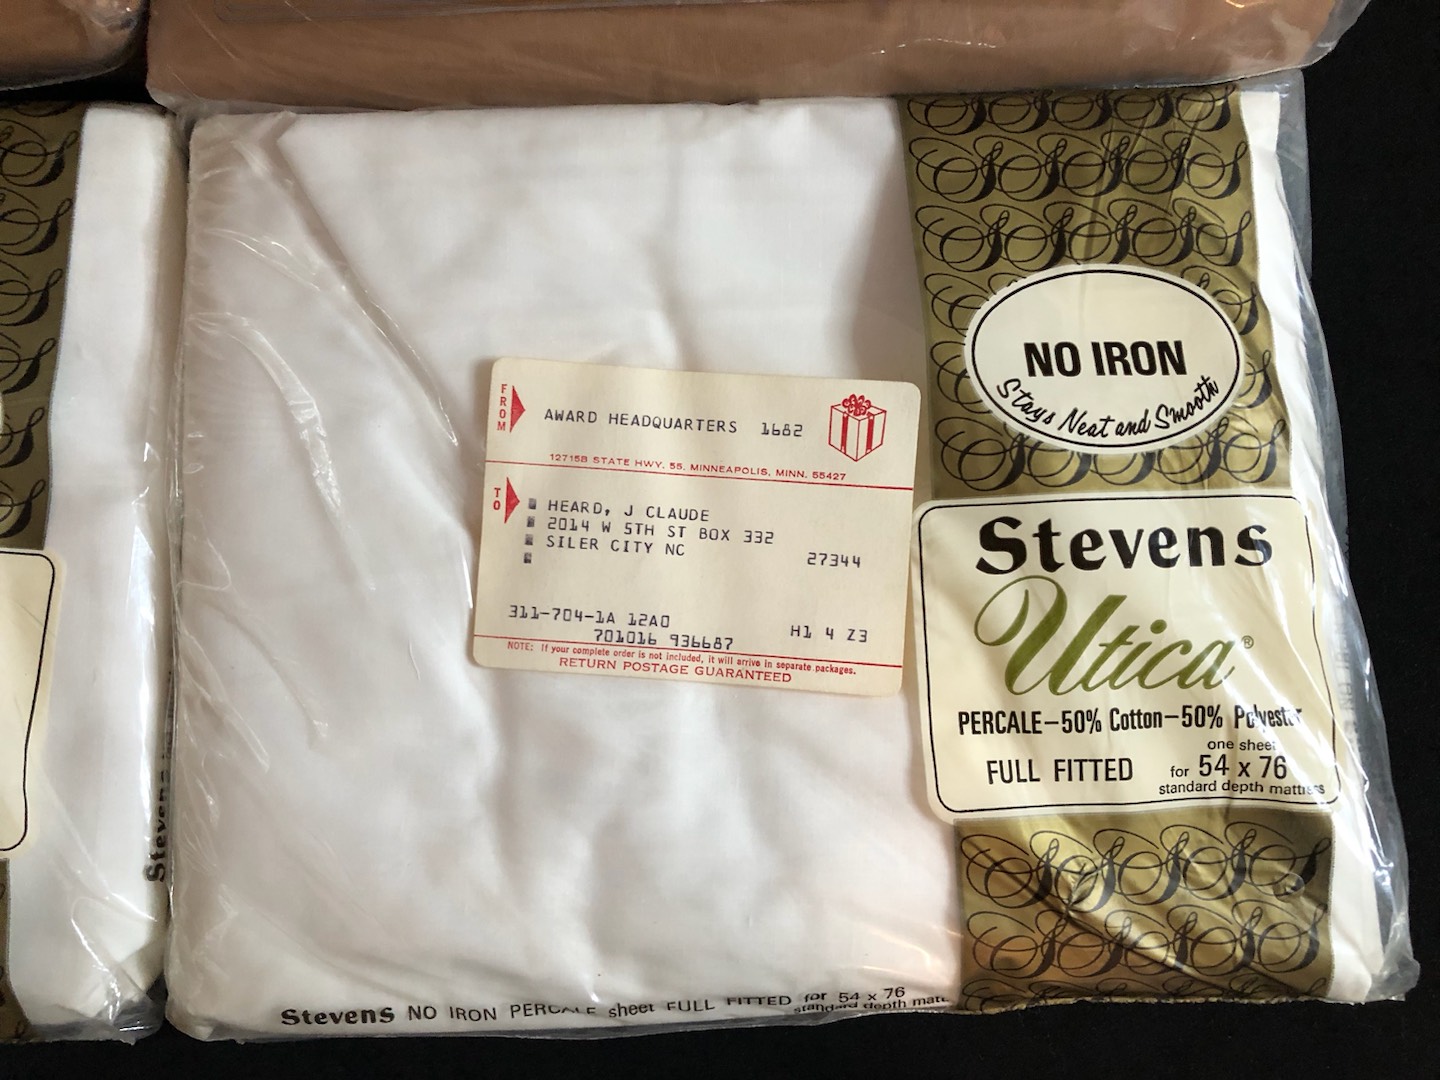 NO IRON
Stays Neat and Smooth
FROM
AWARD HEADQUARTERS 1682
12715B STATE HWY. 55, MINNEAPOLIS, MINN. 55427
TO
HEARD, J CLAUDE
2014 W 5TH ST BOX 332
SILER CITY NC 27344
311-704-1A 12A0
701016 936687 H1 4 Z3
NOTE: If your complete order is not included, it will arrive in separate packages.
RETURN POSTAGE GUARANTEED
Stevens
Utica®
PERCALE-50% Cotton-50% Polyester
one sheet
FULL FITTED for 54 x 76
standard depth mattress
Stevens
Stevens NO IRON PERCALE sheet FULL FITTED for 54 x 76
standard depth matt